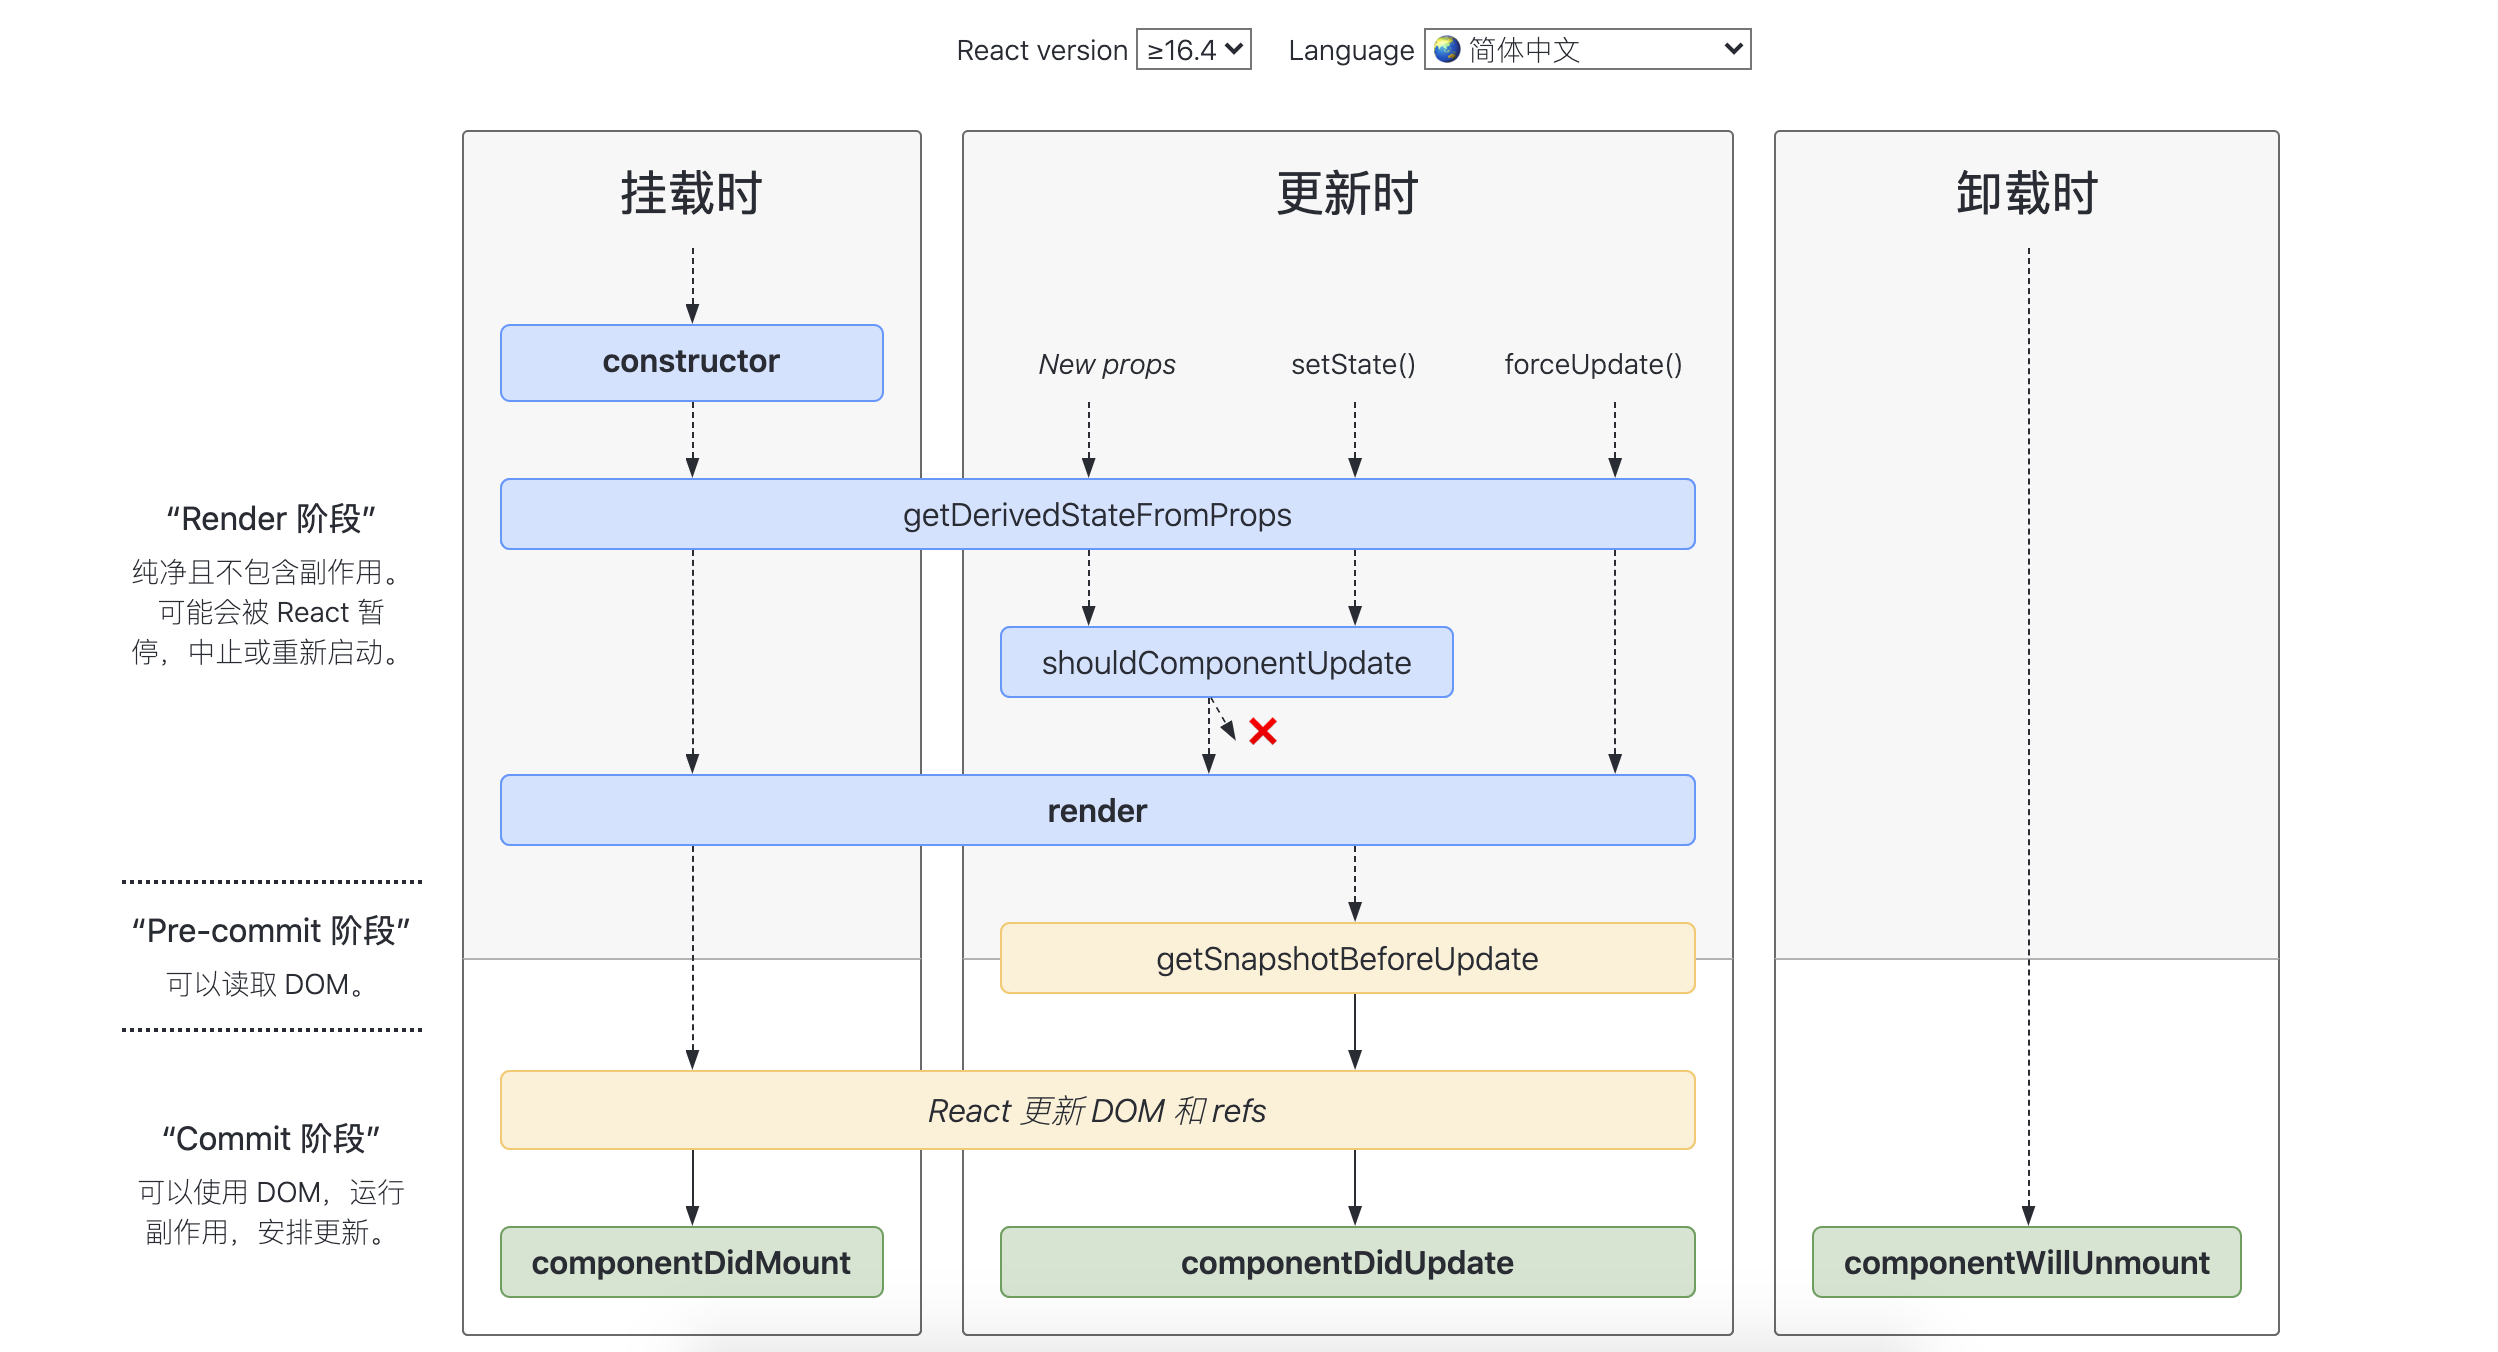 React version ≥16.4 Language 简体中文
挂载时
更新时
卸载时
constructor
New props setState() forceUpdate()
getDerivedStateFromProps
“Render 阶段”
纯净且不包含副作用。
可能会被 React 暂
停，中止或重新启动。
shouldComponentUpdate
render
“Pre-commit 阶段”
可以读取 DOM。
getSnapshotBeforeUpdate
React 更新 DOM 和 refs
“Commit 阶段”
可以使用 DOM，运行
副作用，安排更新。
componentDidMount
componentDidUpdate
componentWillUnmount